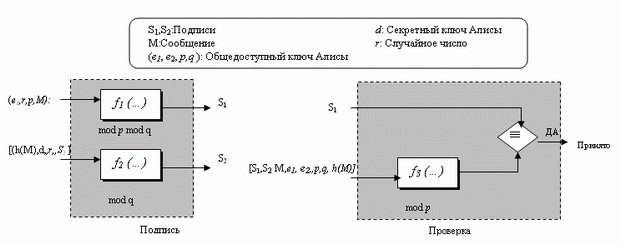 S1,S2:Подписи
d: Секретный ключ Алисы
M:Сообщение
r: Случайное число
(e1, e2, p,q ): Общедоступный ключ Алисы
(e1,r,p,M):
f1 (...)
S1
mod p mod q
[(h(M),d,r,,S1]
f2 (...)
S2
mod q
Подпись
S1
≡
ДА
Принято
[S1,S2 M,e1, e2,p,q, h(M)]
f3 (...)
mod p
Проверка